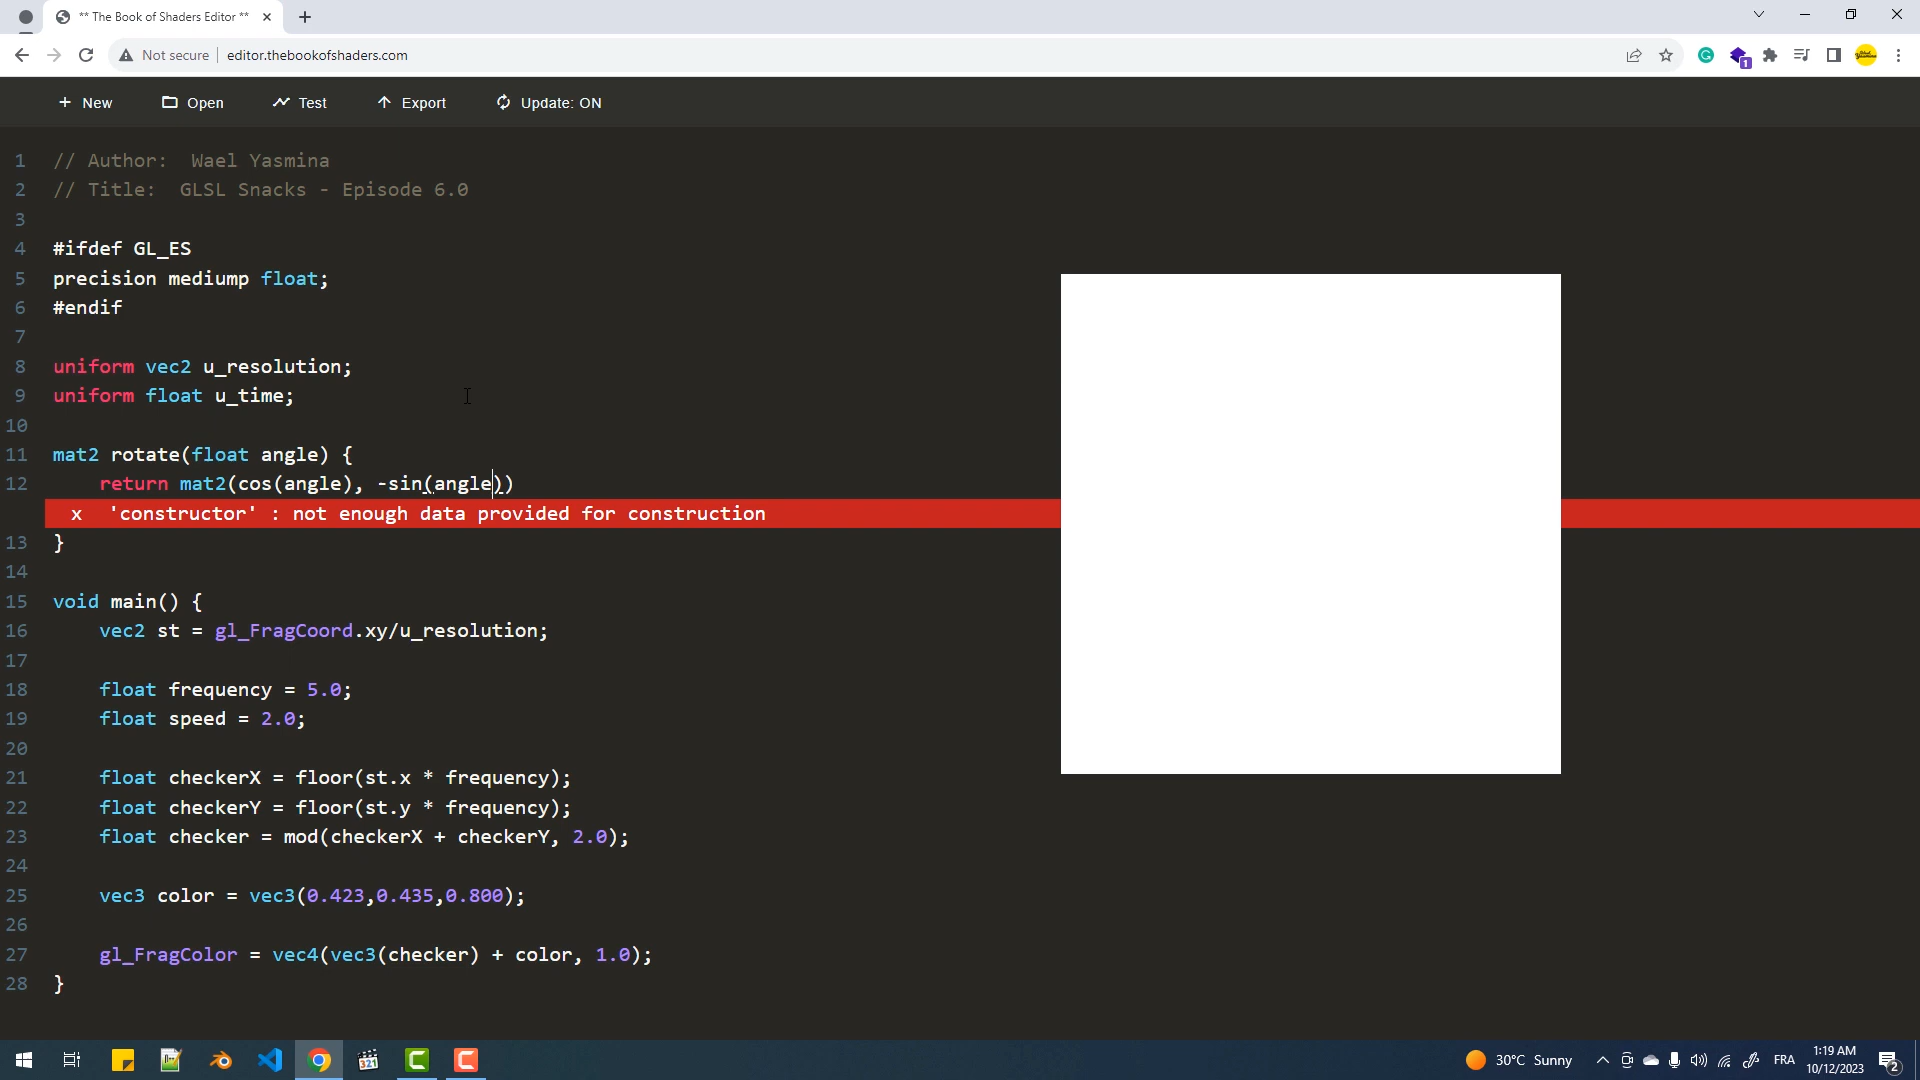 ** The Book of Shaders Editor **
Not secure
editor.thebookofshaders.com
1
New
Open
Test
Export
Update: ON
1 // Author:  Wael Yasmina
2 // Title:  GLSL Snacks - Episode 6.0
3
4 #ifdef GL_ES
5 precision mediump float;
6 #endif
7
8 uniform vec2 u_resolution;
9 uniform float u_time;
10
11 mat2 rotate(float angle) {
12     return mat2(cos(angle), -sin(angle))
x 'constructor' : not enough data provided for construction
13 }
14
15 void main() {
16     vec2 st = gl_FragCoord.xy/u_resolution;
17
18     float frequency = 5.0;
19     float speed = 2.0;
20
21     float checkerX = floor(st.x * frequency);
22     float checkerY = floor(st.y * frequency);
23     float checker = mod(checkerX + checkerY, 2.0);
24
25     vec3 color = vec3(0.423,0.435,0.800);
26
27     gl_FragColor = vec4(vec3(checker) + color, 1.0);
28 }
321
30°C Sunny
FRA
1:19 AM
10/12/2023
2